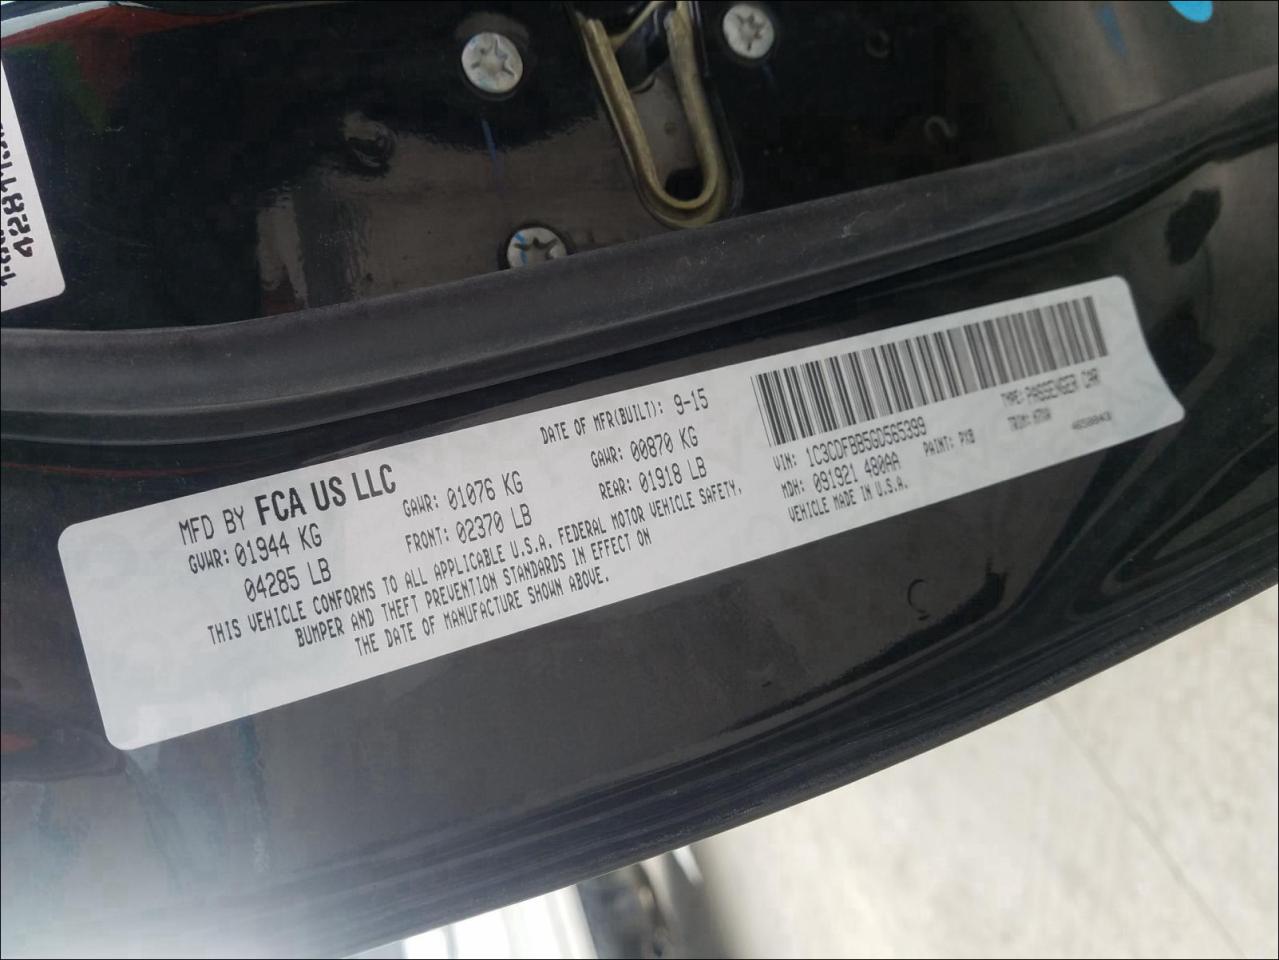 MFD BY FCA US LLC
DATE OF MFR(BUILT): 9-15
GVWR: 01944 KG
04285 LB
GAWR: 01076 KG
FRONT: 02370 LB
GAWR: 00870 KG
REAR: 01918 LB
THIS VEHICLE CONFORMS TO ALL APPLICABLE U.S.A. FEDERAL MOTOR VEHICLE SAFETY,
BUMPER AND THEFT PREVENTION STANDARDS IN EFFECT ON
THE DATE OF MANUFACTURE SHOWN ABOVE.
VIN: 1C3CDFBB5GD565399
TYPE: PASSENGER CAR
MDH: 091921 480AA
PAINT: PXB
TRIM:
VEHICLE MADE IN U.S.A.